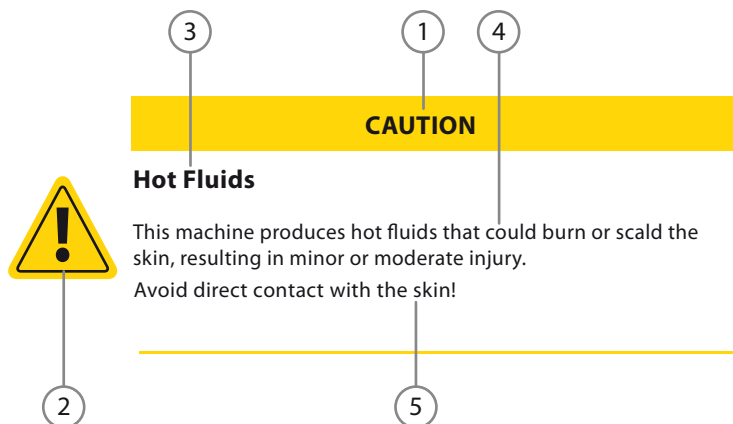 3 1 4
CAUTION
Hot Fluids
This machine produces hot fluids that could burn or scald the
skin, resulting in minor or moderate injury.
Avoid direct contact with the skin!
2 5